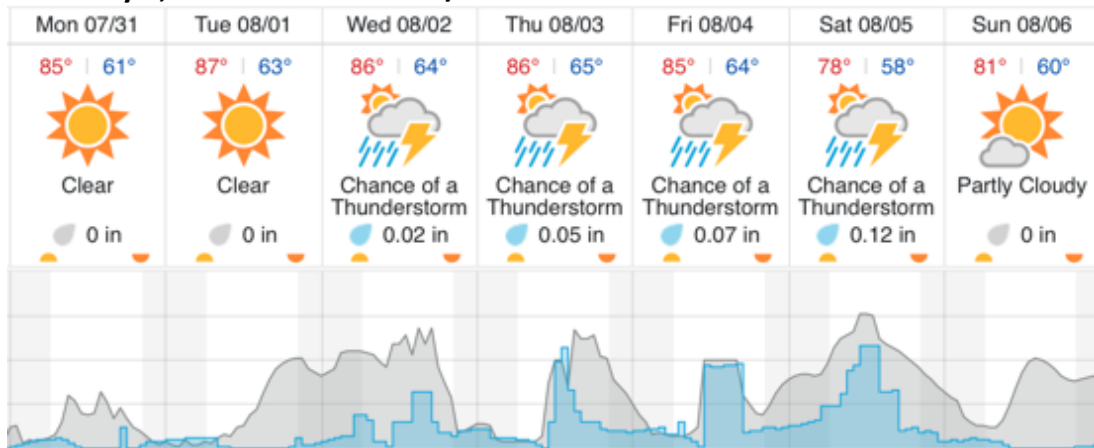 Mon 07/31
Tue 08/01
Wed 08/02
Thu 08/03
Fri 08/04
Sat 08/05
Sun 08/06
85° | 61°
87° | 63°
86° | 64°
86° | 65°
85° | 64°
78° | 58°
81° | 60°
Clear
Clear
Chance of a
Thunderstorm
Chance of a
Thunderstorm
Chance of a
Thunderstorm
Chance of a
Thunderstorm
Partly Cloudy
0 in
0 in
0.02 in
0.05 in
0.07 in
0.12 in
0 in